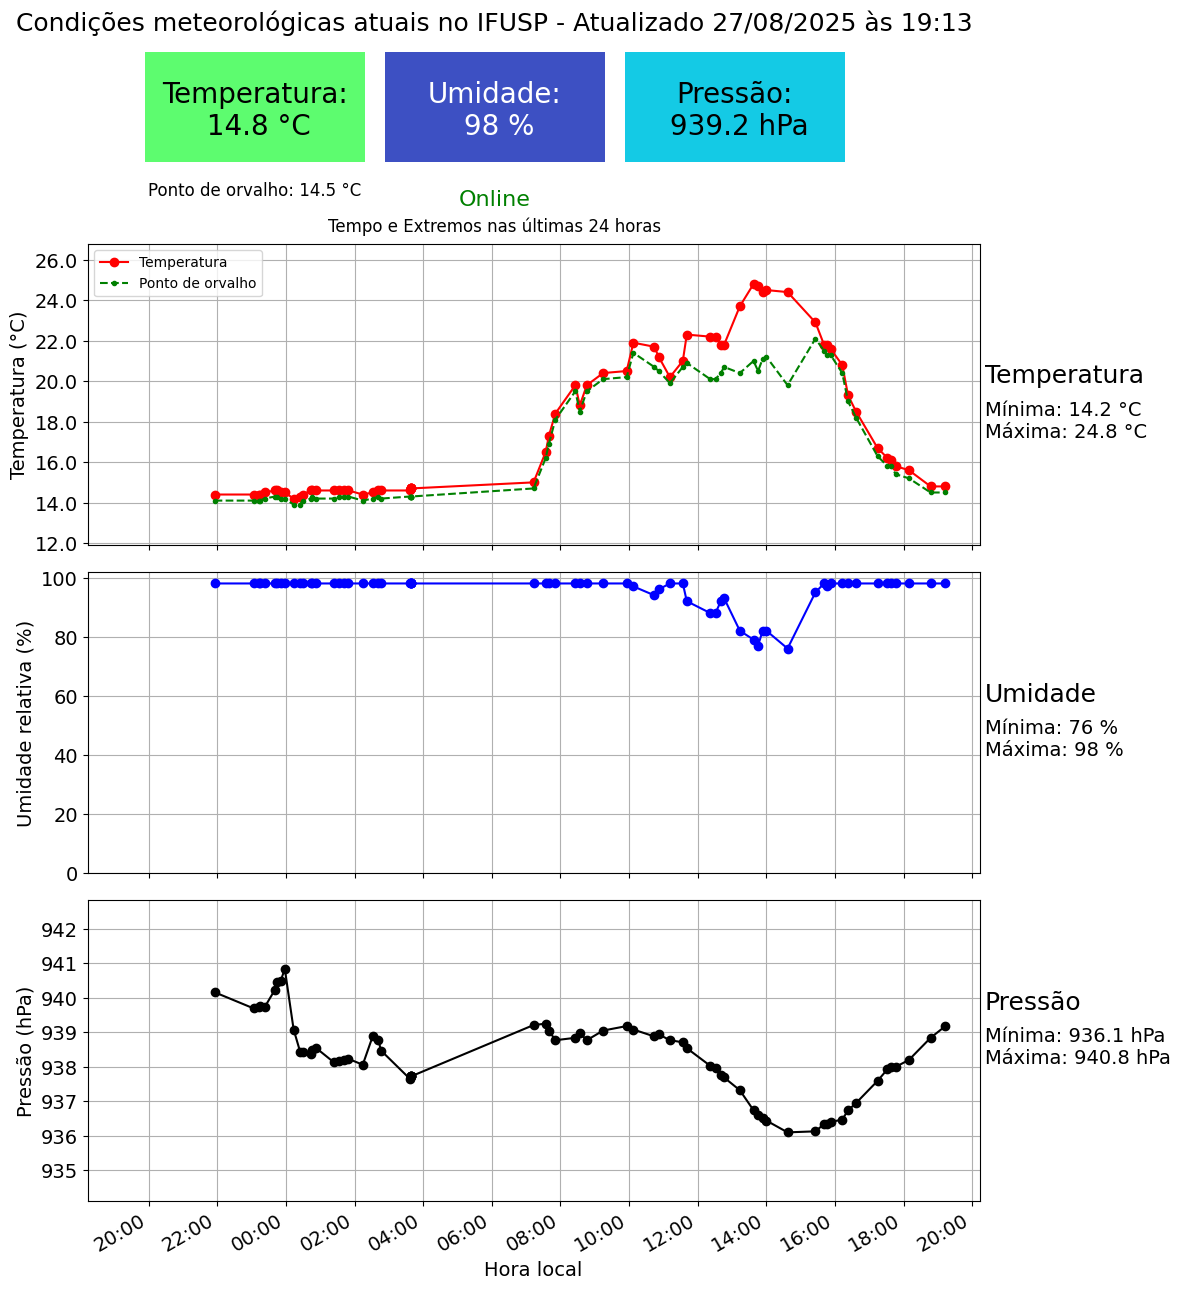 Condições meteorológicas atuais no IFUSP - Atualizado 27/08/2025 às 19:13
Temperatura:
14.8 °C
Umidade:
98 %
Pressão:
939.2 hPa
Ponto de orvalho: 14.5 °C
Online
Tempo e Extremos nas últimas 24 horas
Temperatura
Ponto de orvalho
Temperatura (°C)
26.0
24.0
22.0
20.0
18.0
16.0
14.0
12.0
Temperatura
Mínima: 14.2 °C
Máxima: 24.8 °C
Umidade relativa (%)
100
80
60
40
20
0
Umidade
Mínima: 76 %
Máxima: 98 %
Pressão (hPa)
942
941
940
939
938
937
936
935
Pressão
Mínima: 936.1 hPa
Máxima: 940.8 hPa
20:00 22:00 00:00 02:00 04:00 06:00 08:00 10:00 12:00 14:00 16:00 18:00 20:00
Hora local